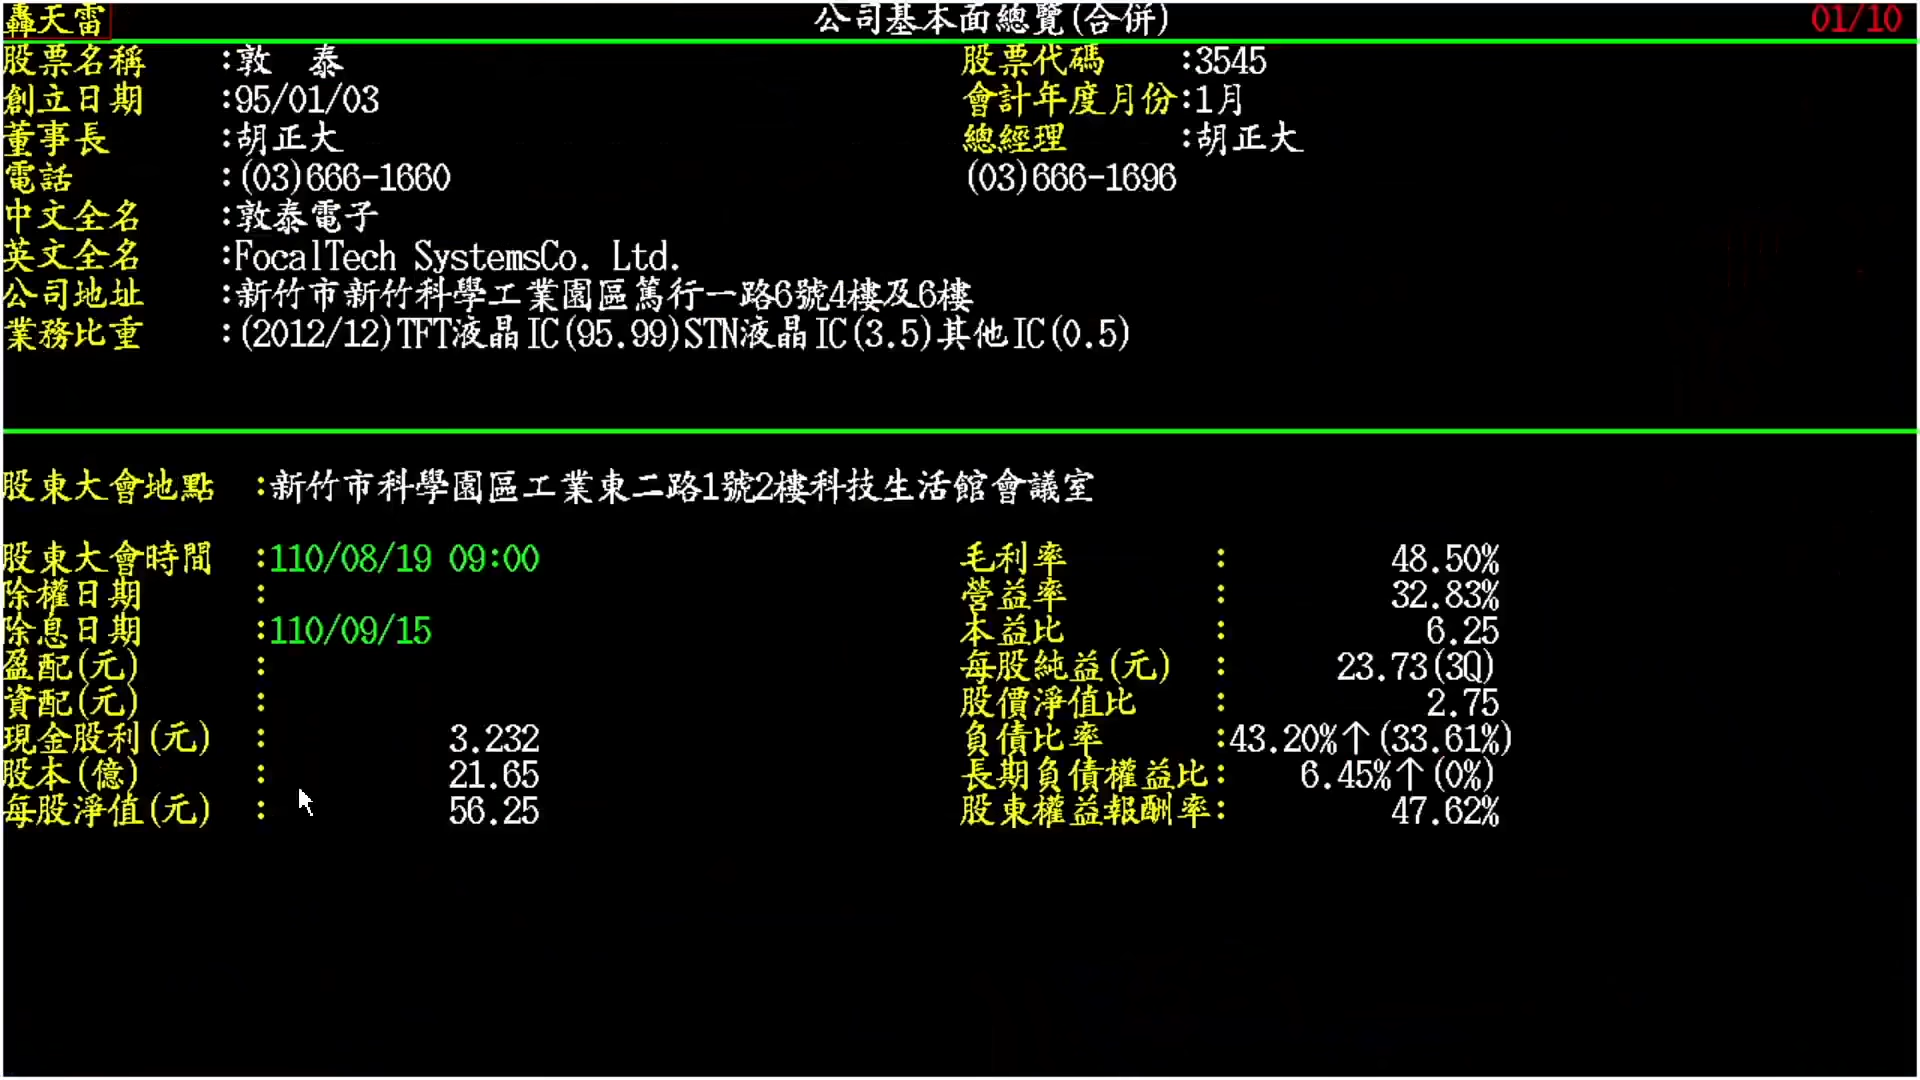 轟天雷 公司基本面總覽(合併) 01/10
股票名稱 :敦 泰 股票代碼 :3545
創立日期 :95/01/03 會計年度月份:1月
董事長 :胡正大 總經理 :胡正大
電話 :(03)666-1660 (03)666-1696
中文全名 :敦泰電子
英文全名 :FocalTech SystemsCo. Ltd.
公司地址 :新竹市新竹科學工業園區篤行一路6號4樓及6樓
業務比重 :(2012/12)TFT液晶IC(95.99)STN液晶IC(3.5)其他IC(0.5)
股東大會地點 :新竹市科學園區工業東二路1號2樓科技生活館會議室
股東大會時間 :110/08/19 09:00 毛利率 : 48.50%
除權日期 : 營益率 : 32.83%
除息日期 :110/09/15 本益比 : 6.25
盈配(元) : 每股純益(元) : 23.73(3Q)
資配(元) : 股價淨值比 : 2.75
現金股利(元) : 3.232 負債比率 :43.20%↑(33.61%)
股本(億) : 21.65 長期負債權益比: 6.45%↑(0%)
每股淨值(元) : 56.25 股東權益報酬率: 47.62%